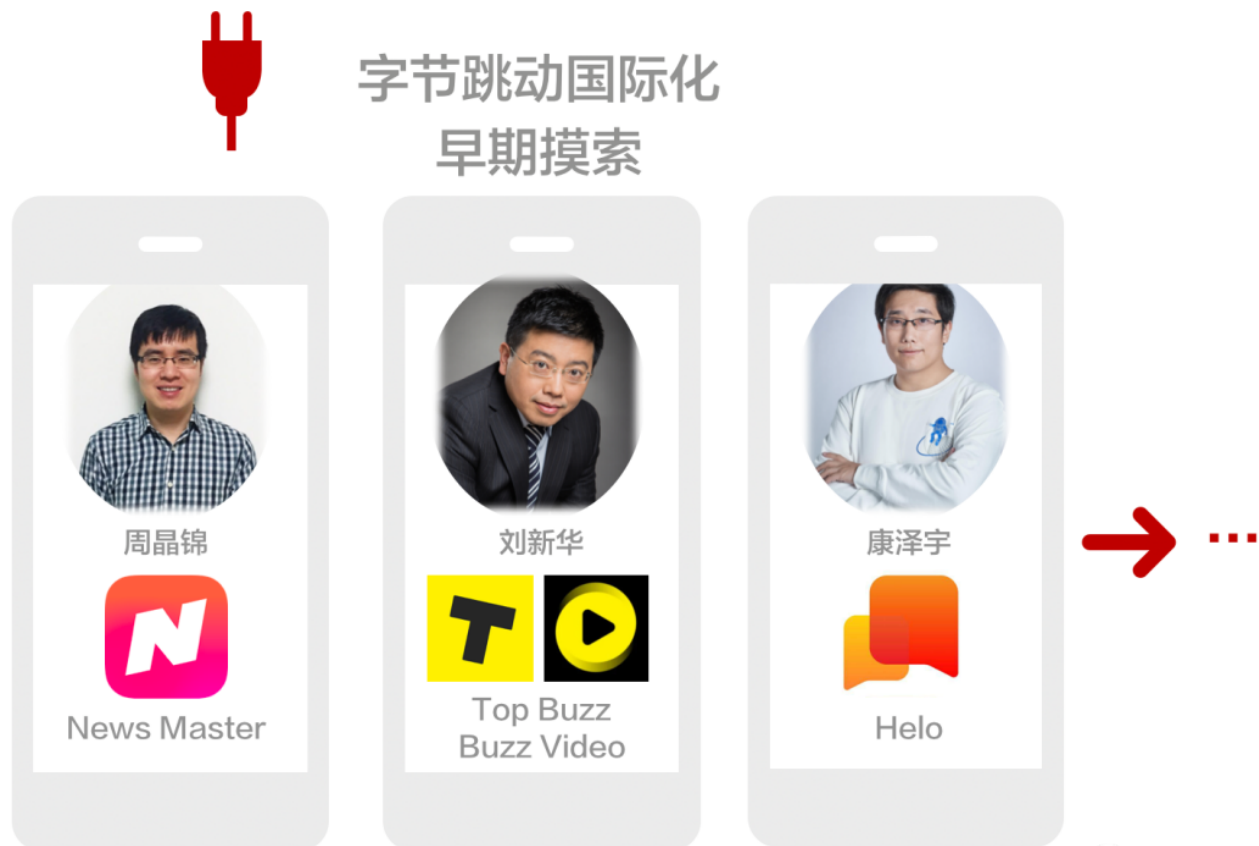 字节跳动国际化
早期摸索
周晶锦
刘新华
康泽宇
N
T
News Master
Top Buzz
Buzz Video
Helo